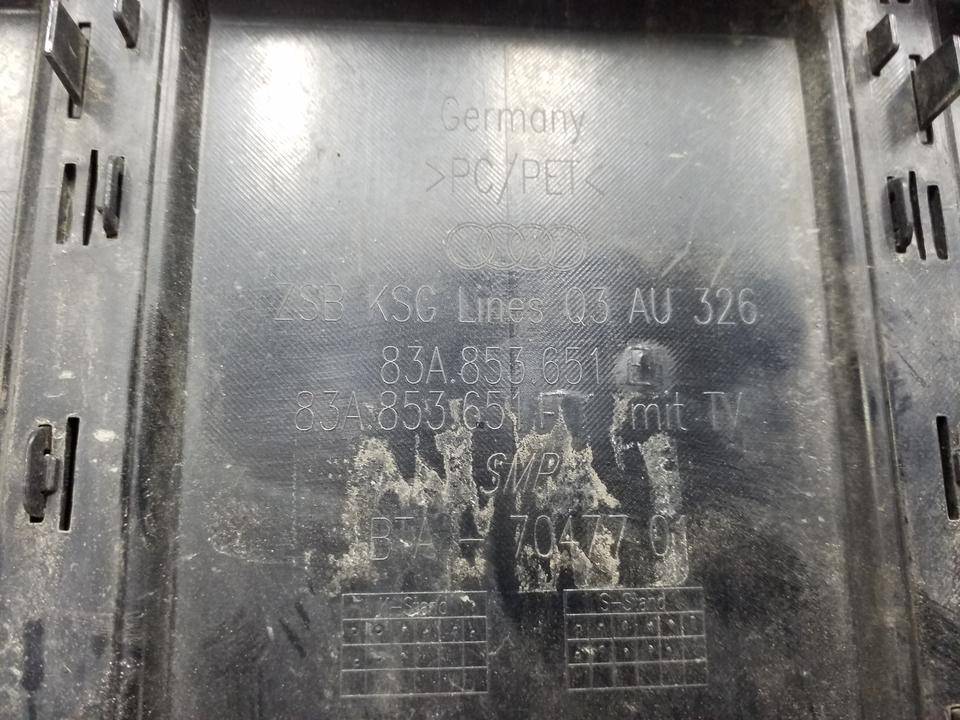 Germany
>PC/PET<
ZSB KSG Lines Q3 AU 326
83A.853.651
83A.853.651.F mit TV
SMP
BTA - 70477 01
S-Stand